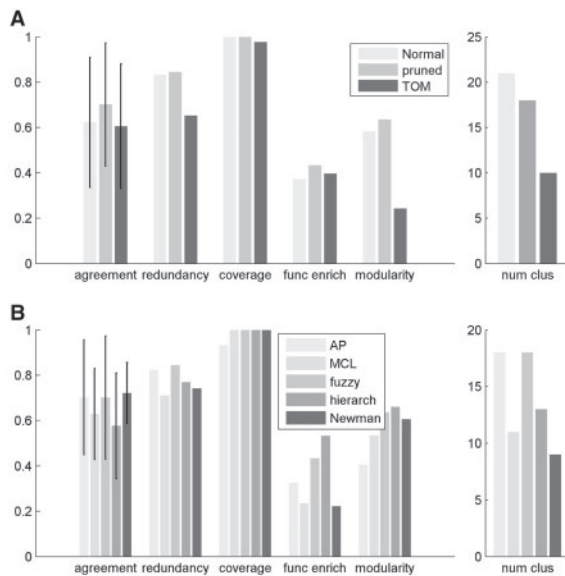 A
1
0.8
0.6
0.4
0.2
0
Normal
pruned
TOM
agreement redundancy coverage func enrich modularity
25
20
15
10
5
0
num clus
B
1
0.8
0.6
0.4
0.2
0
AP
MCL
fuzzy
hierarch
Newman
agreement redundancy coverage func enrich modularity
20
15
10
5
0
num clus